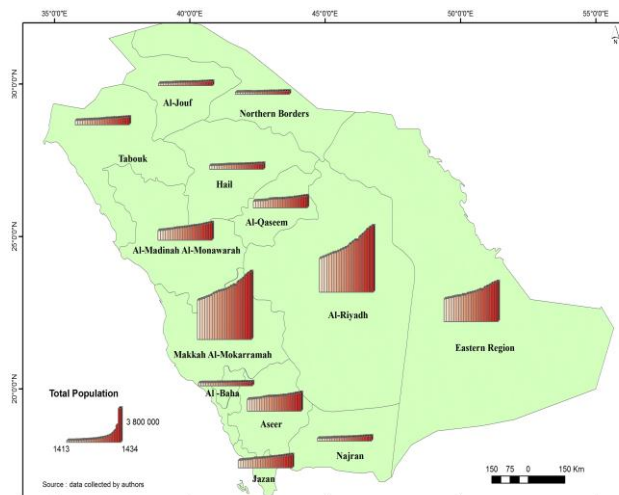 35°0'0"E 40°0'0"E 45°0'0"E 50°0'0"E 55°0'0"E
N
30°0'0"N
25°0'0"N
20°0'0"N
Al-Jouf
Northern Borders
Tabouk
Hail
Al-Qaseem
Al-Madinah Al-Monawarah
Al-Riyadh
Makkah Al-Mokarramah
Eastern Region
Al -Baha
Aseer
Najran
Jazan
Total Population
3 800 000
1413 1434
Source : data collected by authors
150 75 0 150 Km